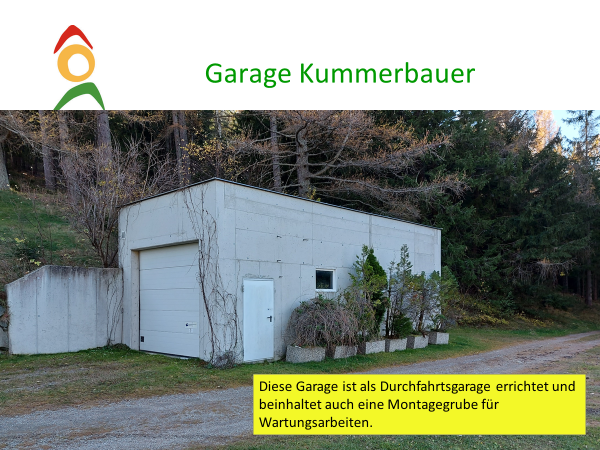 Garage Kummerbauer
Diese Garage ist als Durchfahrtsgarage errichtet und
beinhaltet auch eine Montagegrube für
Wartungsarbeiten.